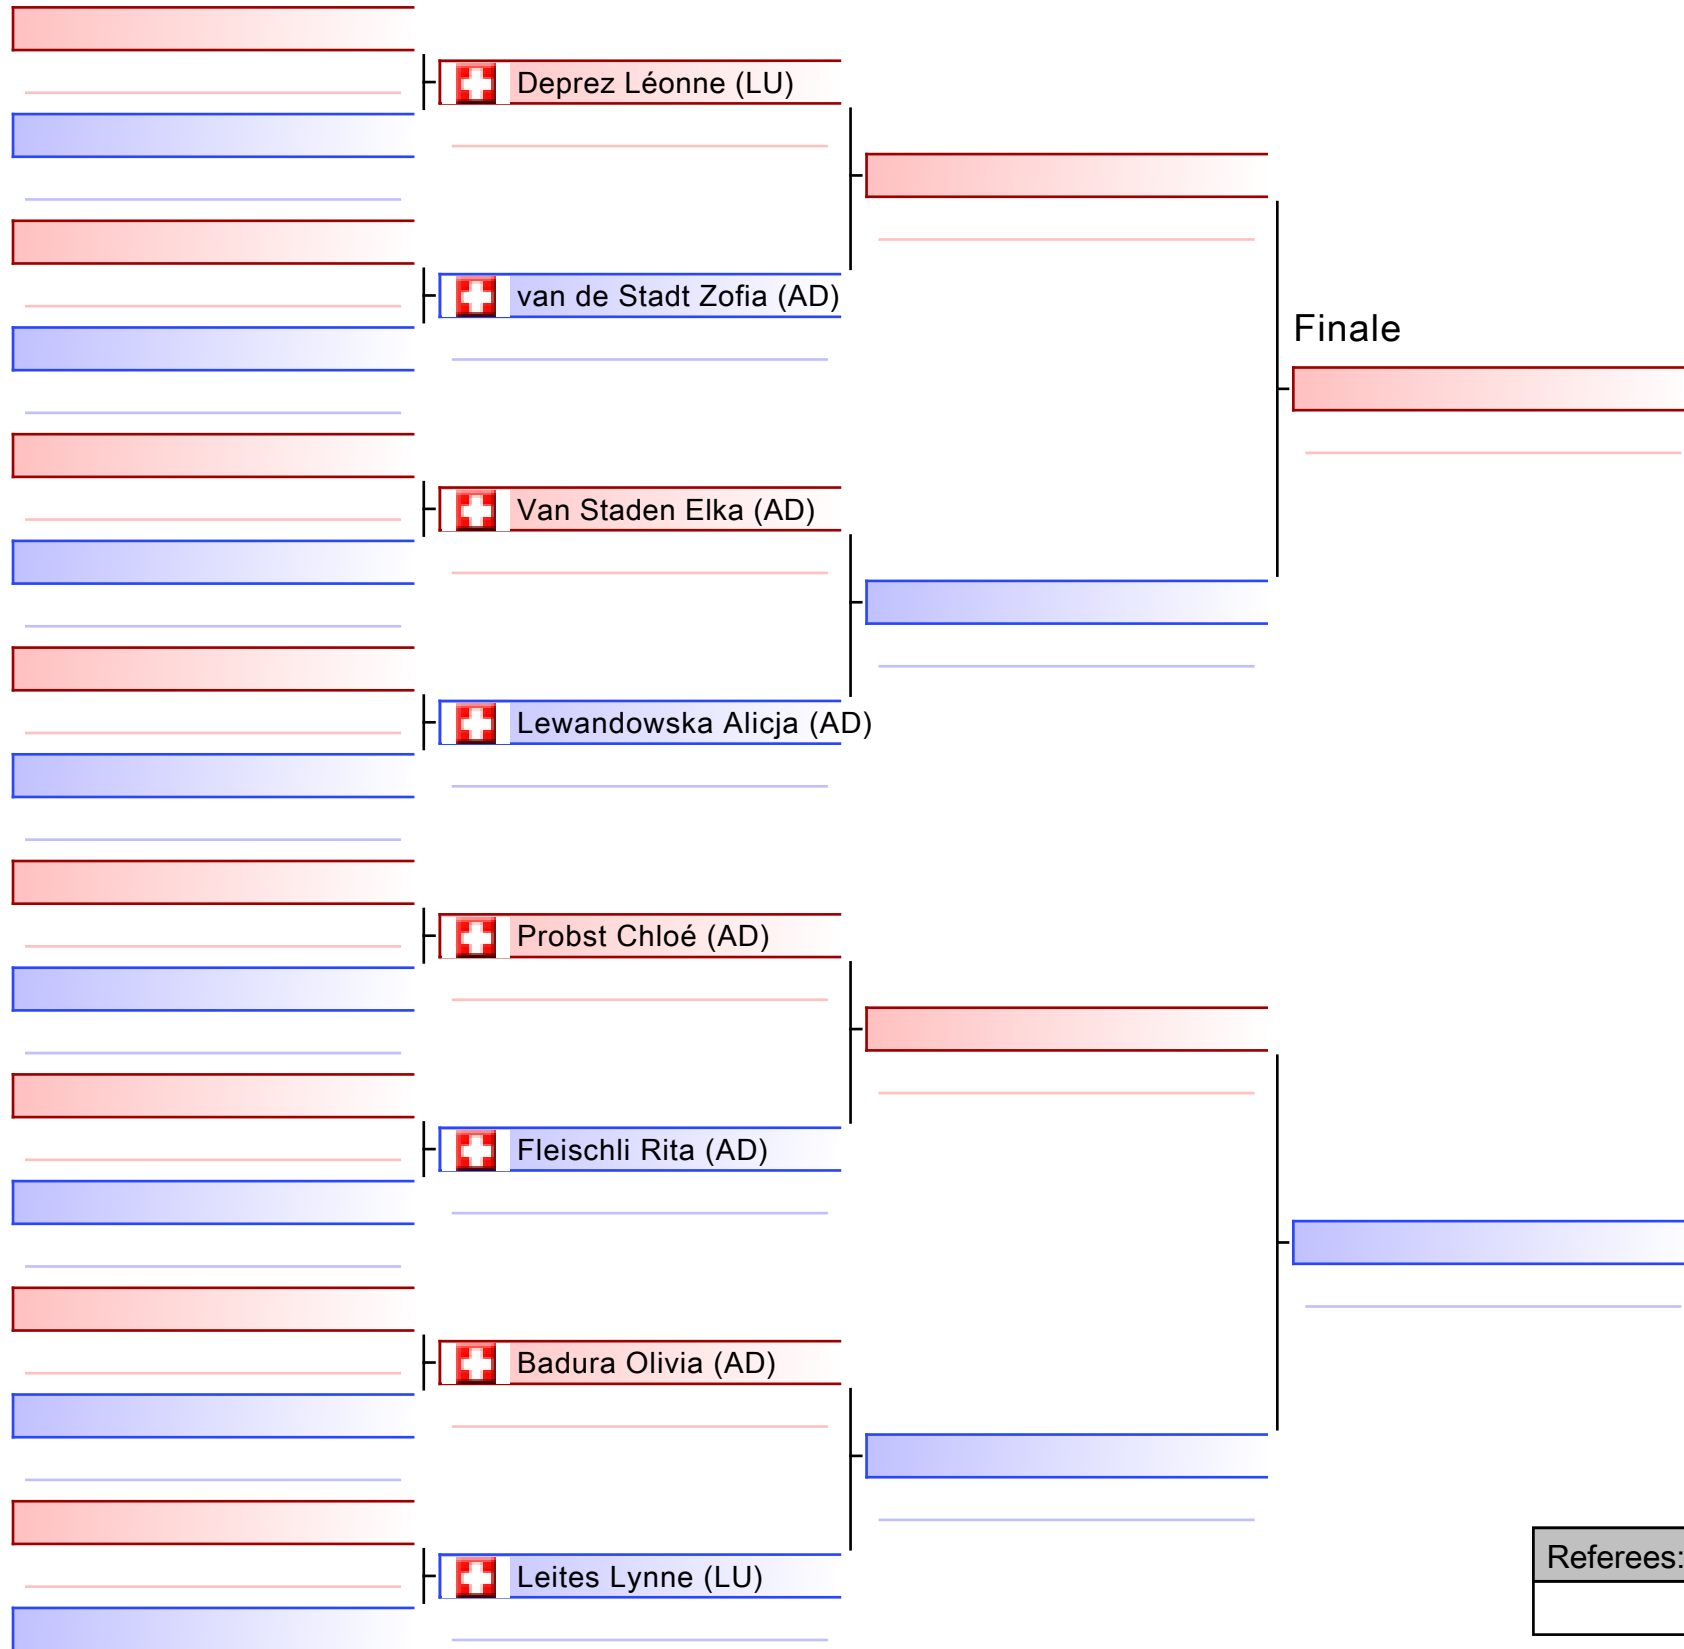 Deprez Léonne (LU)
van de Stadt Zofia (AD)
Finale
Van Staden Elka (AD)
Lewandowska Alicja (AD)
Probst Chloé (AD)
Fleischli Rita (AD)
Badura Olivia (AD)
Referees:
Leites Lynne (LU)